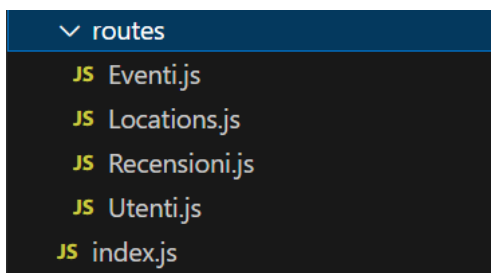 routes
JS Eventi.js
JS Locations.js
JS Recensioni.js
JS Utenti.js
JS index.js